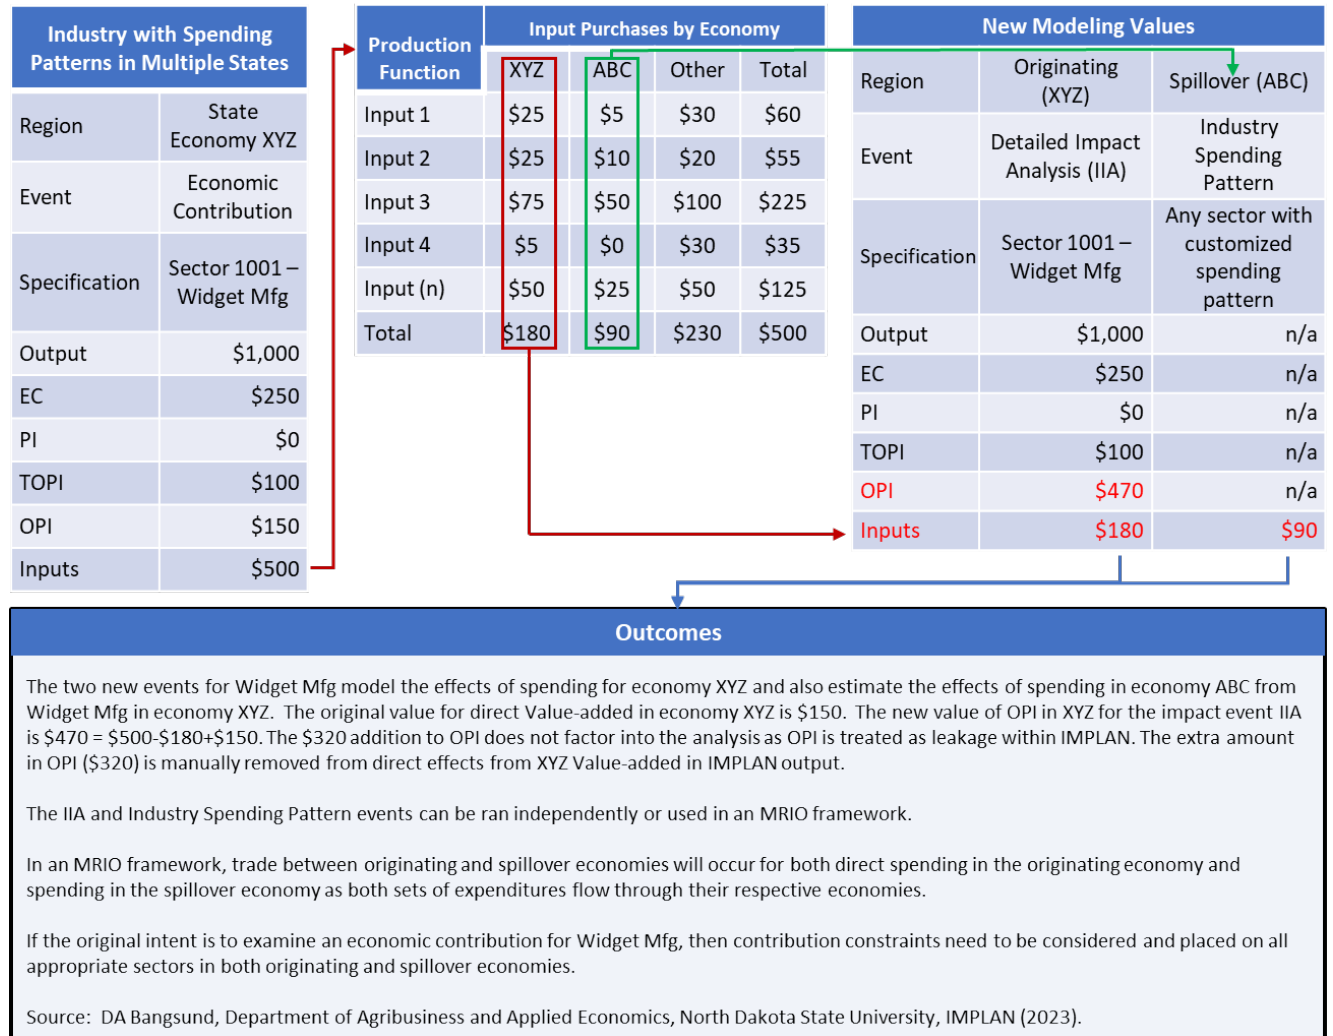 Industry with Spending
Patterns in Multiple States
Region
State
Economy XYZ
Event
Economic
Contribution
Specification
Sector 1001 –
Widget Mfg
Output $1,000
EC $250
PI $0
TOPI $100
OPI $150
Inputs $500
Production
Function
Input Purchases by Economy
XYZ ABC Other Total
Input 1 $25 $5 $30 $60
Input 2 $25 $10 $20 $55
Input 3 $75 $50 $100 $225
Input 4 $5 $0 $30 $35
Input (n) $50 $25 $50 $125
Total $180 $90 $230 $500
New Modeling Values
Region
Originating
(XYZ)
Spillover (ABC)
Event
Detailed Impact
Analysis (IIA)
Industry
Spending
Pattern
Specification
Sector 1001 –
Widget Mfg
Any sector with
customized
spending
pattern
Output $1,000 n/a
EC $250 n/a
PI $0 n/a
TOPI $100 n/a
OPI $470 n/a
Inputs $180 $90
Outcomes
The two new events for Widget Mfg model the effects of spending for economy XYZ and also estimate the effects of spending in economy ABC from
Widget Mfg in economy XYZ. The original value for direct Value-added in economy XYZ is $150. The new value of OPI in XYZ for the impact event IIA
is $470 = $500-$180+$150. The $320 addition to OPI does not factor into the analysis as OPI is treated as leakage within IMPLAN. The extra amount
in OPI ($320) is manually removed from direct effects from XYZ Value-added in IMPLAN output.
The IIA and Industry Spending Pattern events can be ran independently or used in an MRIO framework.
In an MRIO framework, trade between originating and spillover economies will occur for both direct spending in the originating economy and
spending in the spillover economy as both sets of expenditures flow through their respective economies.
If the original intent is to examine an economic contribution for Widget Mfg, then contribution constraints need to be considered and placed on all
appropriate sectors in both originating and spillover economies.
Source: DA Bangsund, Department of Agribusiness and Applied Economics, North Dakota State University, IMPLAN (2023).